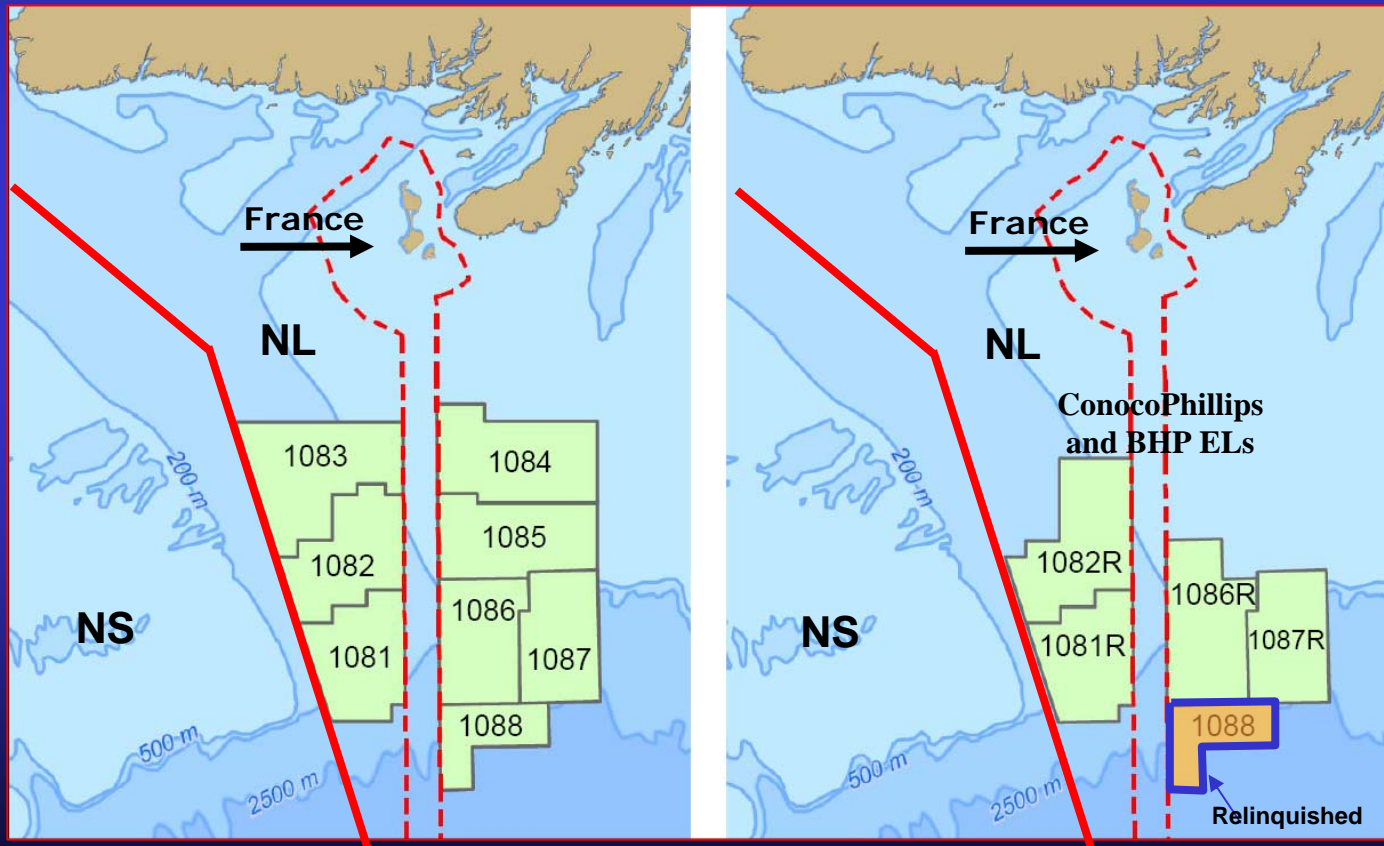 France
NL
1083
1084
200 m
1085
1082
1086
NS
1081
1087
1088
500 m
2500 m
France
NL
ConocoPhillips
and BHP ELs
200 m
1082R
1086R
NS
1081R
1087R
1088
500 m
2500 m
Relinquished